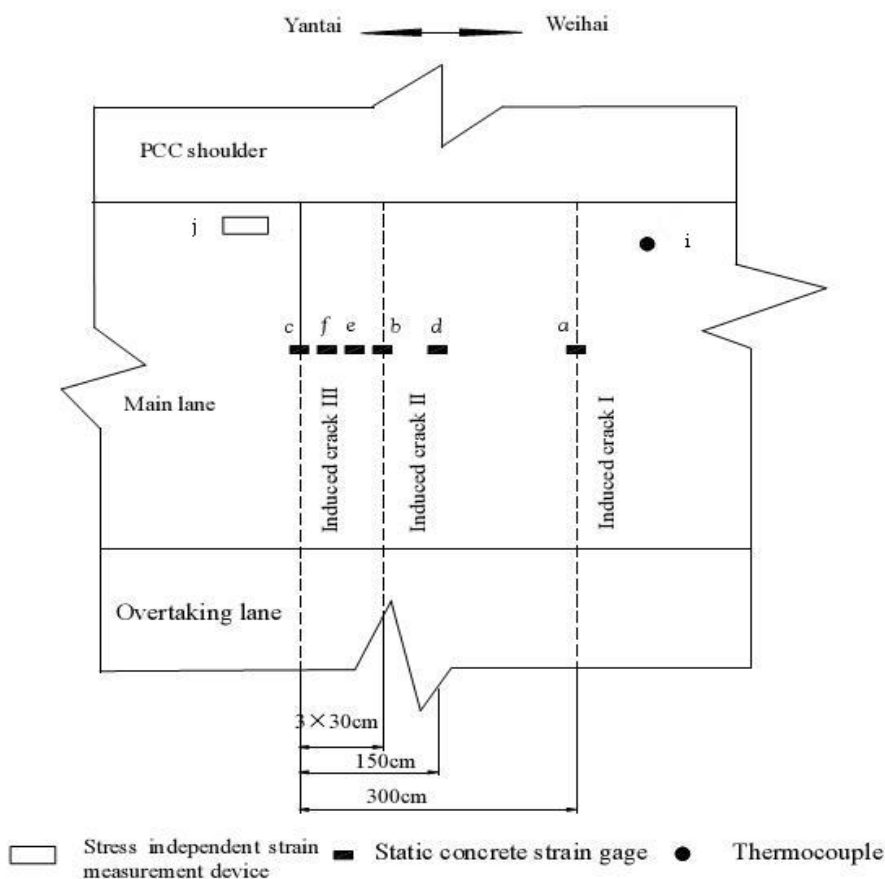 Yantai
Weihai
PCC shoulder
j
i
c
f
e
b
d
a
Main lane
Induced crack III
Induced crack II
Induced crack I
Overtaking lane
3×30cm
150cm
300cm
Stress independent strain
measurement device
Static concrete strain gage
Thermocouple